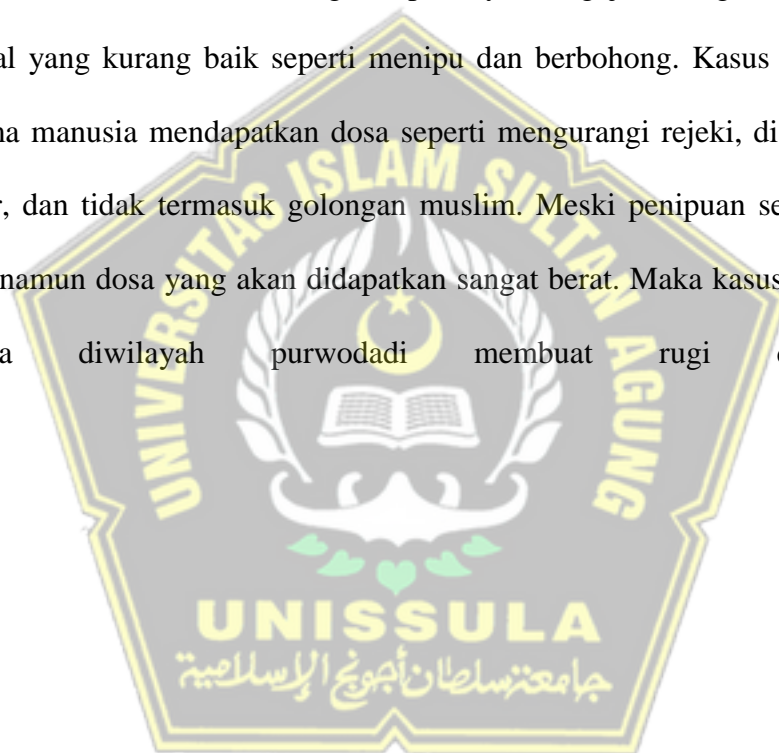 al yang kurang baik seperti menipu dan berbohong. Kasus
na manusia mendapatkan dosa seperti mengurangi rejeki, di
, dan tidak termasuk golongan muslim. Meski penipuan se
namun dosa yang akan didapatkan sangat berat. Maka kasus
a diwilayah purwodadi membuat rugi
UNIVERSITAS ISLAM SULTAN AGUNG
UNISSULA
جامعة سلطان أجونج الإسلامية